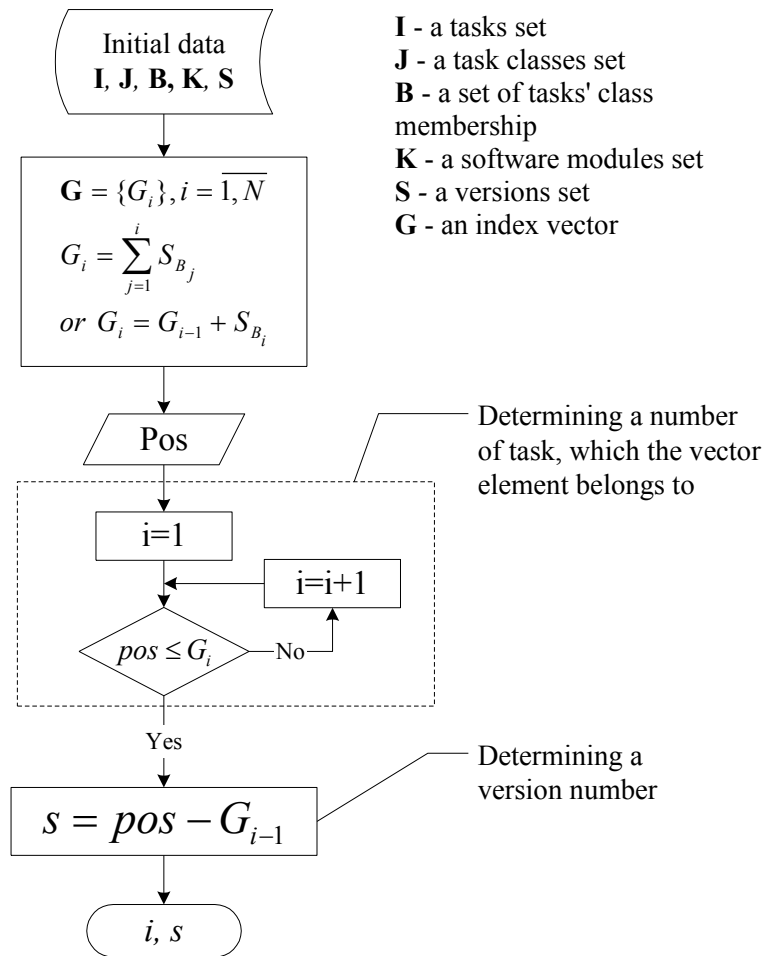 Initial data
I, J, B, K, S
I - a tasks set
J - a task classes set
B - a set of tasks' class
membership
K - a software modules set
S - a versions set
G - an index vector
G = {G_i}, i = \overline{1, N}
G_i = \sum_{j=1}^{i} S_{B_j}
or G_i = G_{i-1} + S_{B_i}
Pos
Determining a number
of task, which the vector
element belongs to
i=1
i=i+1
pos ≤ G_i
No
Yes
Determining a
version number
s = pos − G_{i-1}
i, s